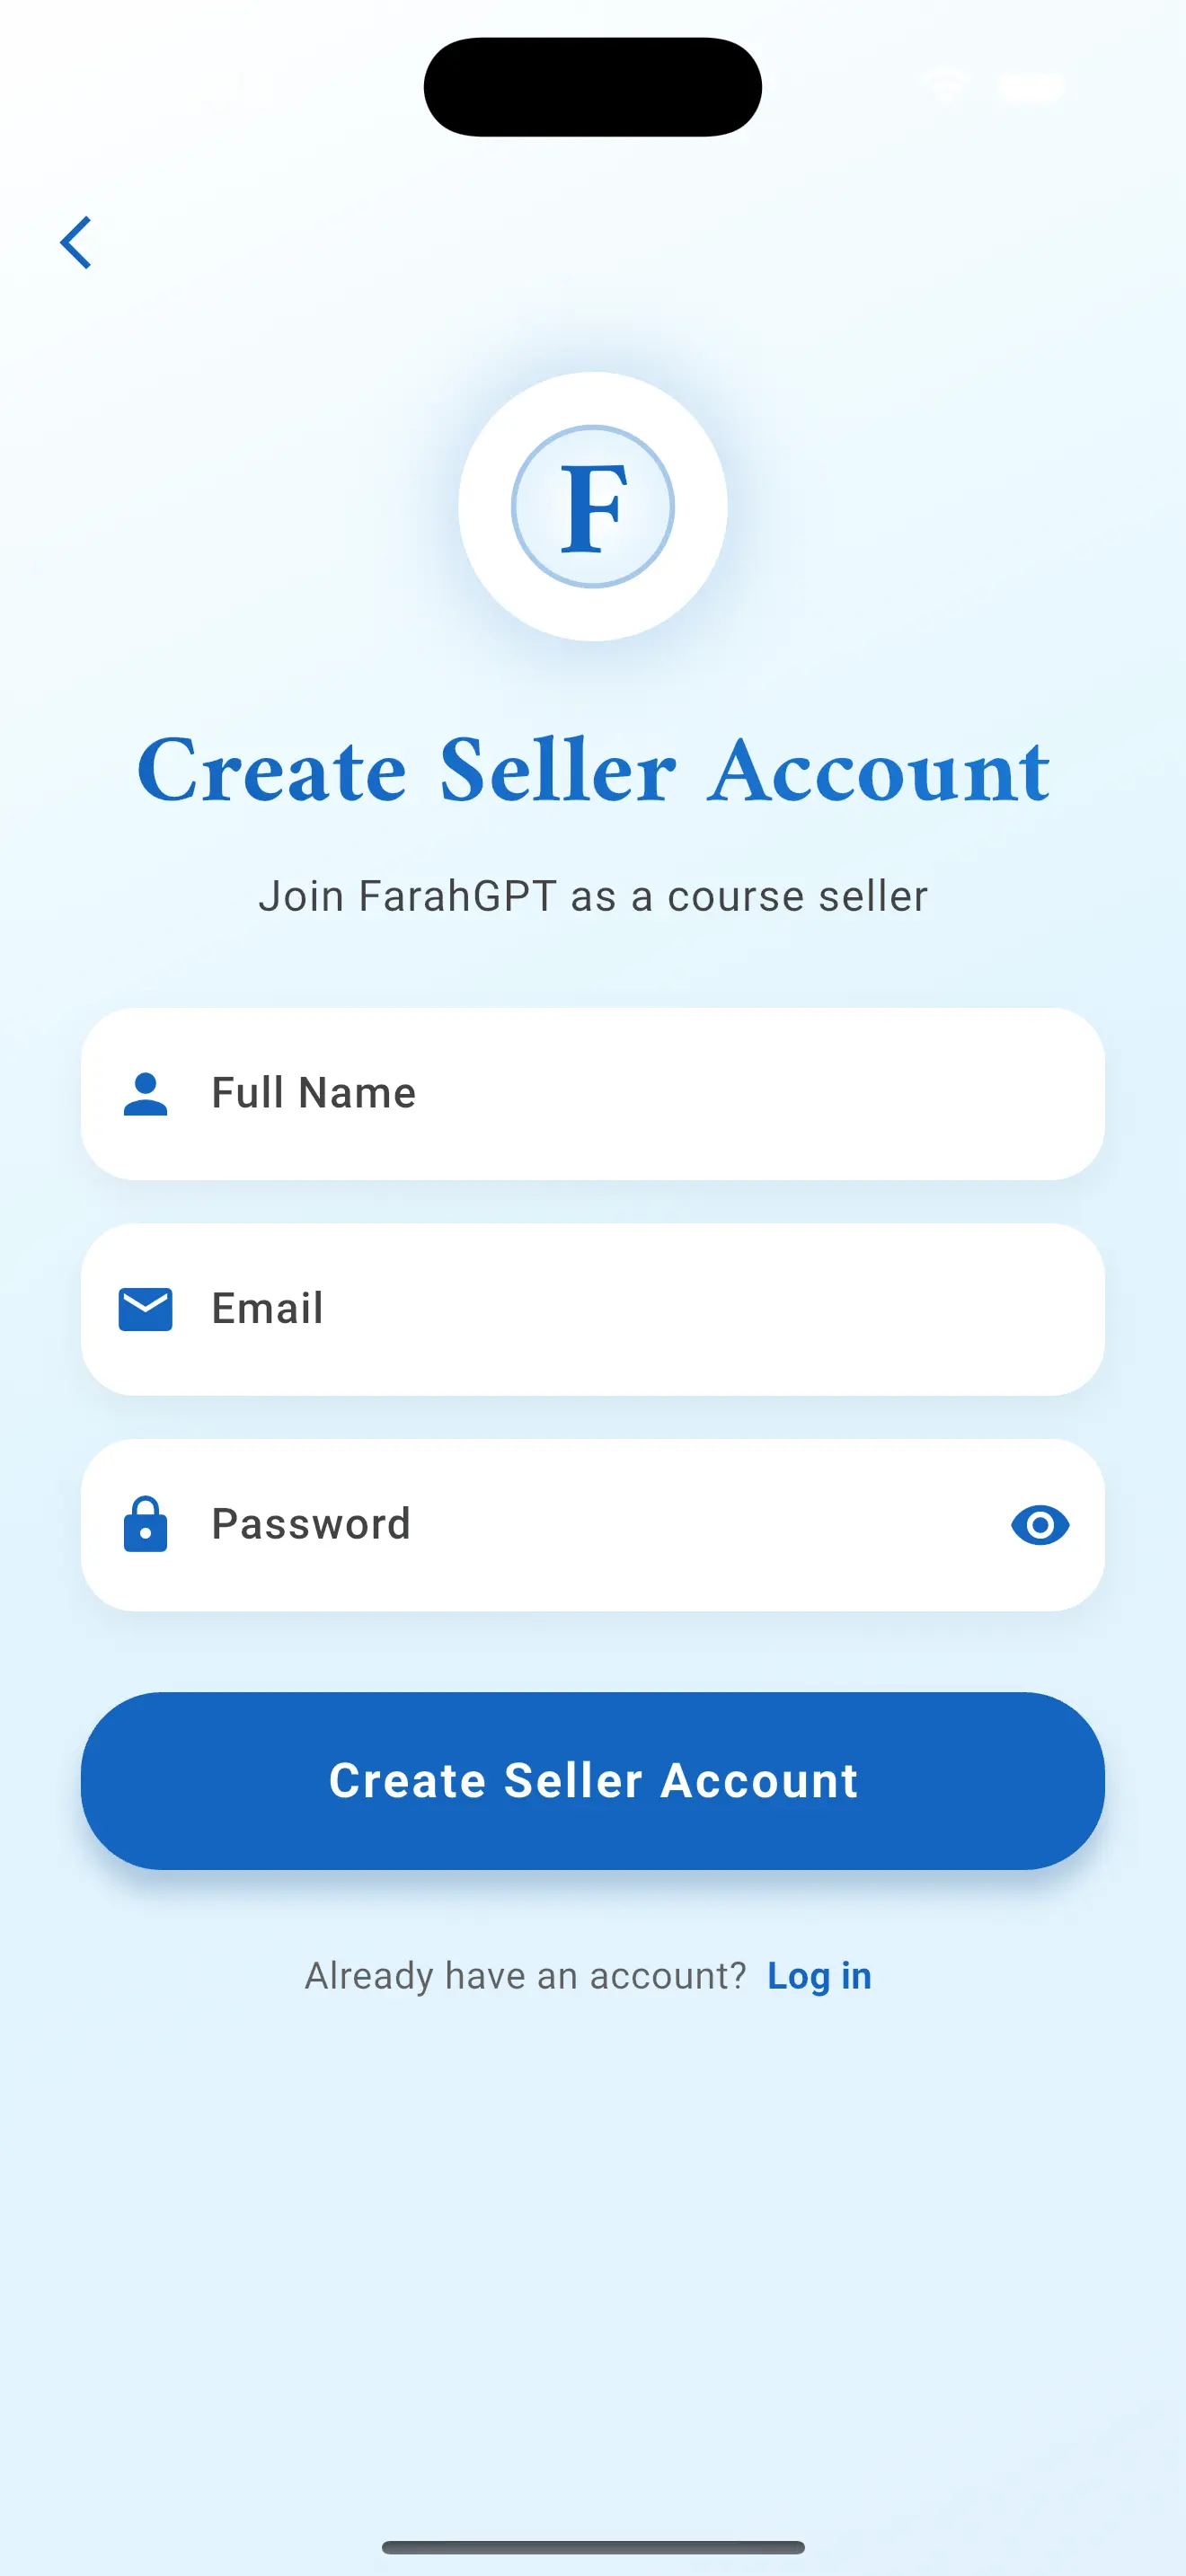 F
Create Seller Account
Join FarahGPT as a course seller
Full Name
Email
Password
Create Seller Account
Already have an account? Log in